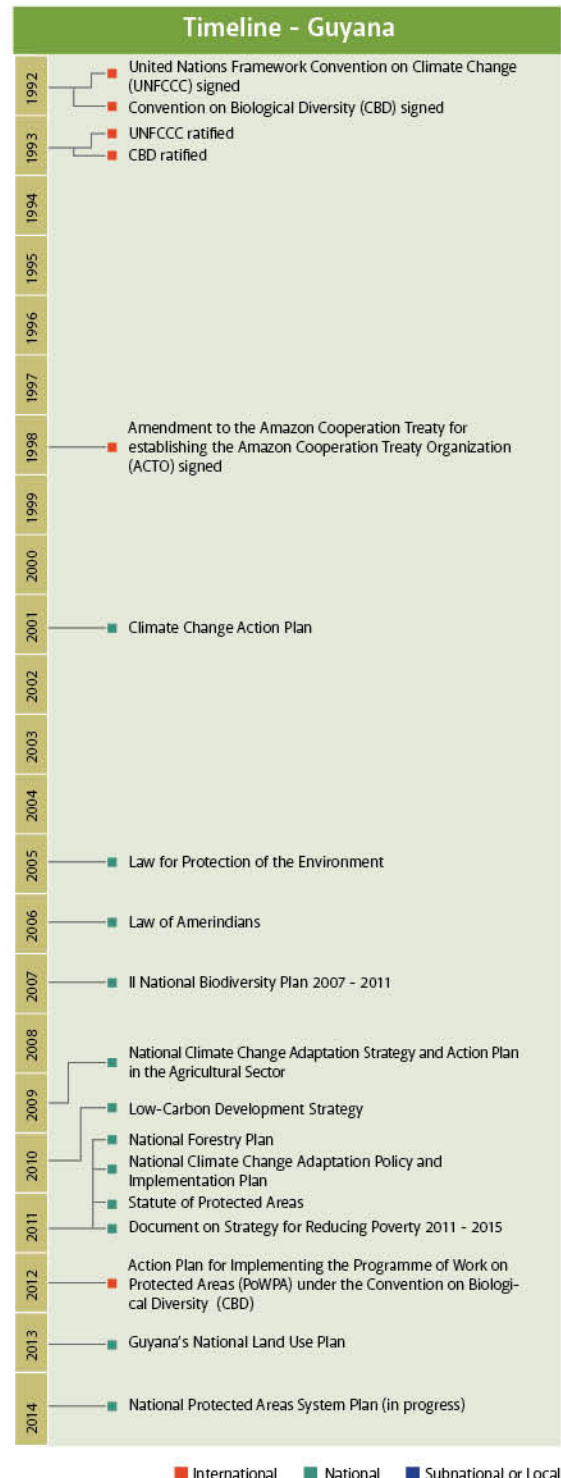 Timeline - Guyana
1992
United Nations Framework Convention on Climate Change
(UNFCCC) signed
Convention on Biological Diversity (CBD) signed
1993
UNFCCC ratified
CBD ratified
1994
1995
1996
1997
1998
Amendment to the Amazon Cooperation Treaty for
establishing the Amazon Cooperation Treaty Organization
(ACTO) signed
1999
2000
2001
Climate Change Action Plan
2002
2003
2004
2005
Law for Protection of the Environment
2006
Law of Amerindians
2007
II National Biodiversity Plan 2007 - 2011
2008
National Climate Change Adaptation Strategy and Action Plan
in the Agricultural Sector
2009
Low-Carbon Development Strategy
National Forestry Plan
2010
National Climate Change Adaptation Policy and
Implementation Plan
Statute of Protected Areas
2011
Document on Strategy for Reducing Poverty 2011 - 2015
2012
Action Plan for Implementing the Programme of Work on
Protected Areas (PoWPA) under the Convention on Biologi-
cal Diversity (CBD)
2013
Guyana's National Land Use Plan
2014
National Protected Areas System Plan (in progress)
International National Subnational or Local